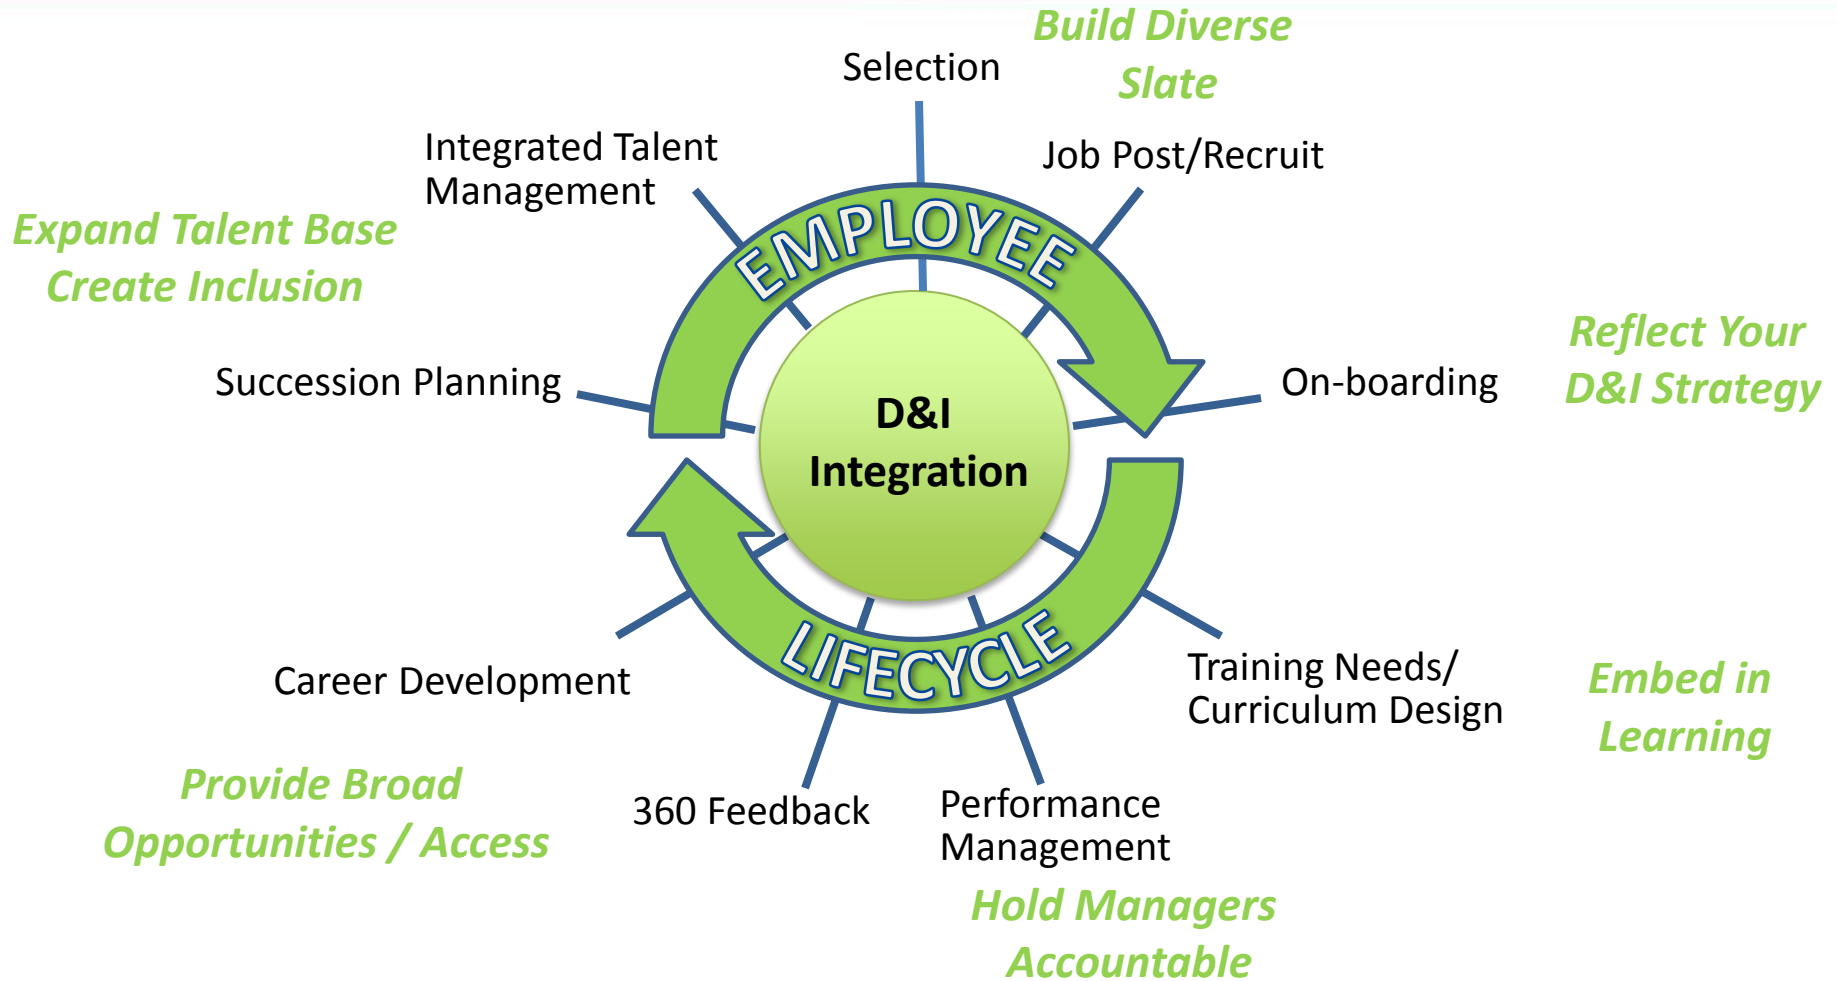 Build Diverse
Slate
Selection
Job Post/Recruit
Integrated Talent
Management
Expand Talent Base
Create Inclusion
EMPLOYEE
Reflect Your
D&I Strategy
Succession Planning
On-boarding
D&I
Integration
LIFECYCLE
Career Development
Training Needs/
Curriculum Design
Embed in
Learning
Provide Broad
Opportunities / Access
360 Feedback
Performance
Management
Hold Managers
Accountable